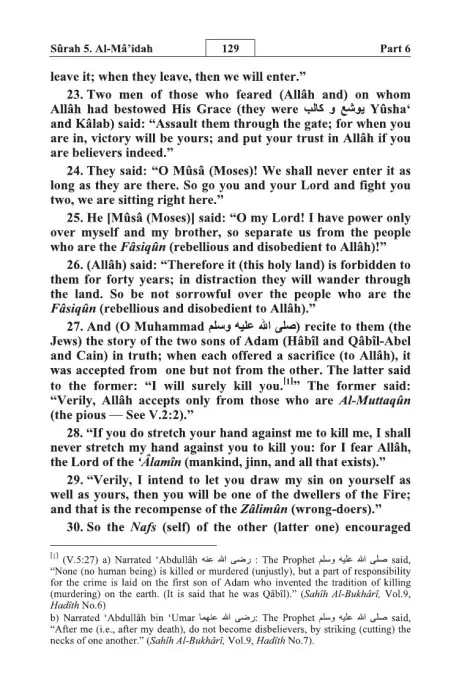 Sûrah 5. Al-Mâ’idah 129 Part 6
leave it; when they leave, then we will enter.”
23. Two men of those who feared (Allâh and) on whom
Allâh had bestowed His Grace (they were يوشع و كالب Yûsha‘
and Kâlab) said: “Assault them through the gate; for when you
are in, victory will be yours; and put your trust in Allâh if you
are believers indeed.”
24. They said: “O Mûsâ (Moses)! We shall never enter it as
long as they are there. So go you and your Lord and fight you
two, we are sitting right here.”
25. He [Mûsâ (Moses)] said: “O my Lord! I have power only
over myself and my brother, so separate us from the people
who are the Fâsiqûn (rebellious and disobedient to Allâh)!”
26. (Allâh) said: “Therefore it (this holy land) is forbidden to
them for forty years; in distraction they will wander through
the land. So be not sorrowful over the people who are the
Fâsiqûn (rebellious and disobedient to Allâh).”
27. And (O Muhammad صلى الله عليه وسلم) recite to them (the
Jews) the story of the two sons of Adam (Hâbîl and Qâbîl-Abel
and Cain) in truth; when each offered a sacrifice (to Allâh), it
was accepted from one but not from the other. The latter said
to the former: “I will surely kill you.[1]” The former said:
“Verily, Allâh accepts only from those who are Al-Muttaqûn
(the pious — See V.2:2).”
28. “If you do stretch your hand against me to kill me, I shall
never stretch my hand against you to kill you: for I fear Allâh,
the Lord of the ‘Âlamîn (mankind, jinn, and all that exists).”
29. “Verily, I intend to let you draw my sin on yourself as
well as yours, then you will be one of the dwellers of the Fire;
and that is the recompense of the Zâlimûn (wrong-doers).”
30. So the Nafs (self) of the other (latter one) encouraged
[1] (V.5:27) a) Narrated ‘Abdullâh رضى الله عنه : The Prophet صلى الله عليه وسلم said,
“None (no human being) is killed or murdered (unjustly), but a part of responsibility
for the crime is laid on the first son of Adam who invented the tradition of killing
(murdering) on the earth. (It is said that he was Qâbîl).” (Sahîh Al-Bukhârî, Vol.9,
Hadîth No.6)
b) Narrated ‘Abdullâh bin ‘Umar رضى الله عنهما: The Prophet صلى الله عليه وسلم said,
“After me (i.e., after my death), do not become disbelievers, by striking (cutting) the
necks of one another.” (Sahîh Al-Bukhârî, Vol.9, Hadîth No.7).